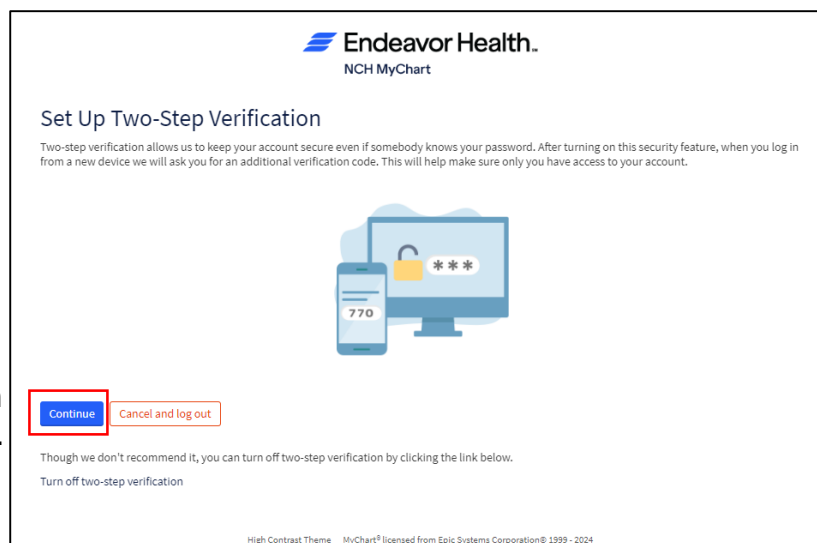 Endeavor Health℠
NCH MyChart
Set Up Two-Step Verification
Two-step verification allows us to keep your account secure even if somebody knows your password. After turning on this security feature, when you log in
from a new device we will ask you for an additional verification code. This will help make sure only you have access to your account.
***
770
Continue Cancel and log out
Though we don't recommend it, you can turn off two-step verification by clicking the link below.
Turn off two-step verification
High Contrast Theme MyChart® licensed from Epic Systems Corporation© 1999 - 2024